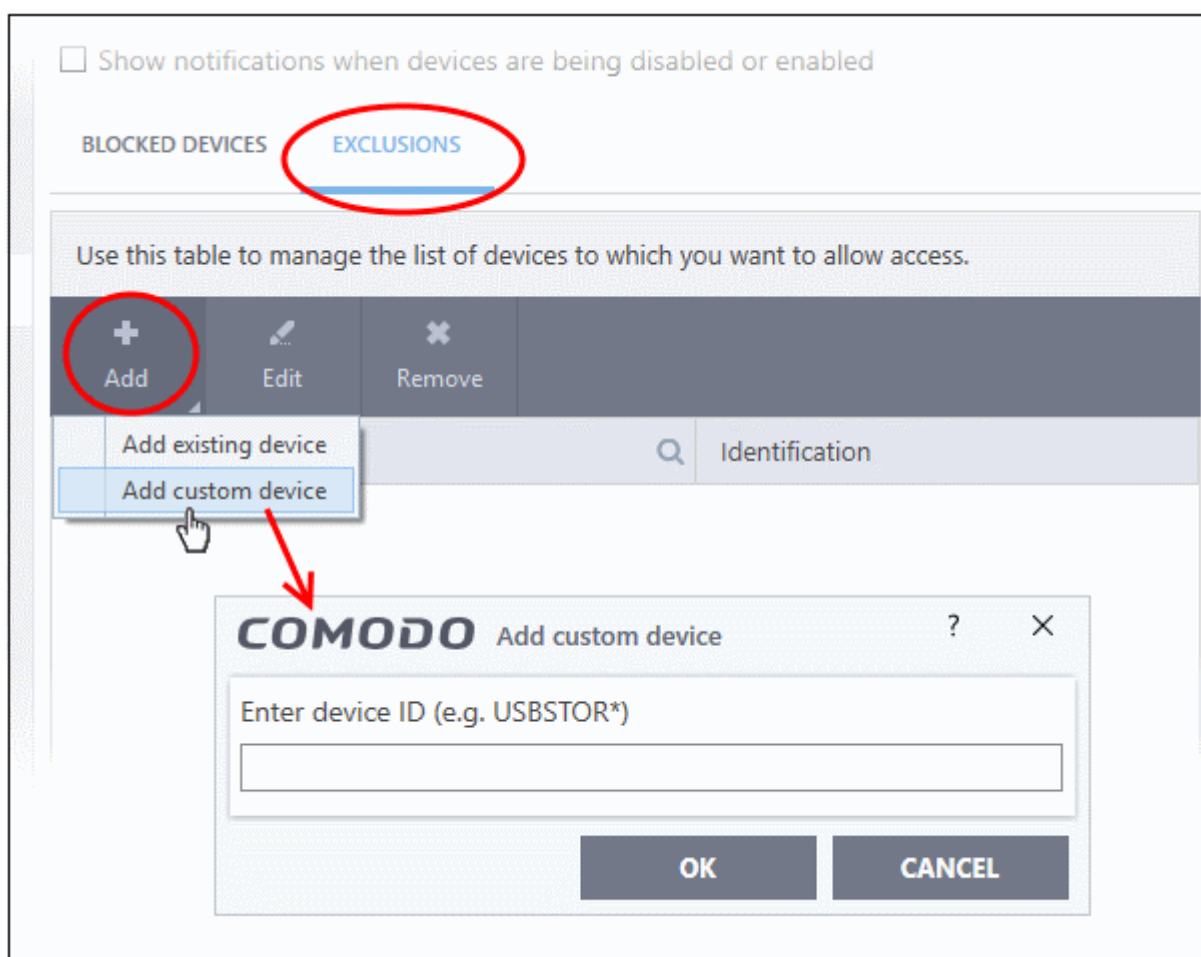 Show notifications when devices are being disabled or enabled
BLOCKED DEVICES EXCLUSIONS
Use this table to manage the list of devices to which you want to allow access.
Add Edit Remove
Add existing device
Identification
Add custom device
COMODO Add custom device ?
Enter device ID (e.g. USBSTOR*)
OK CANCEL